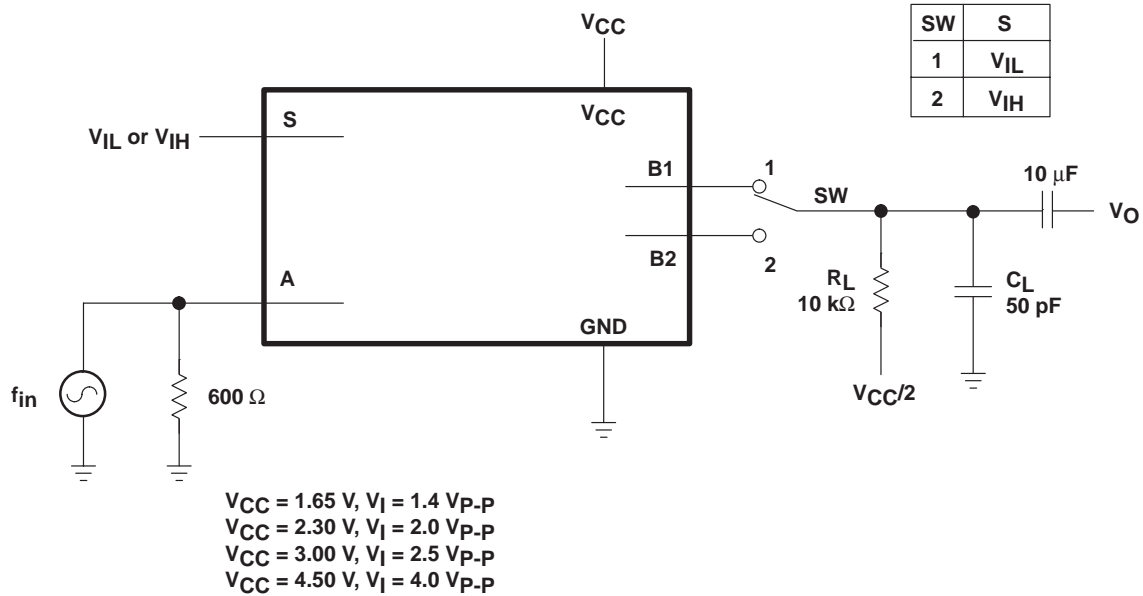 VCC
SW S
1 VIL
2 VIH
S
VCC
VIL or VIH
B1
1
SW
10 μF
VO
B2
2
A
RL
10 kΩ
CL
50 pF
GND
fin
600 Ω
VCC/2
VCC = 1.65 V, VI = 1.4 VP-P
VCC = 2.30 V, VI = 2.0 VP-P
VCC = 3.00 V, VI = 2.5 VP-P
VCC = 4.50 V, VI = 4.0 VP-P